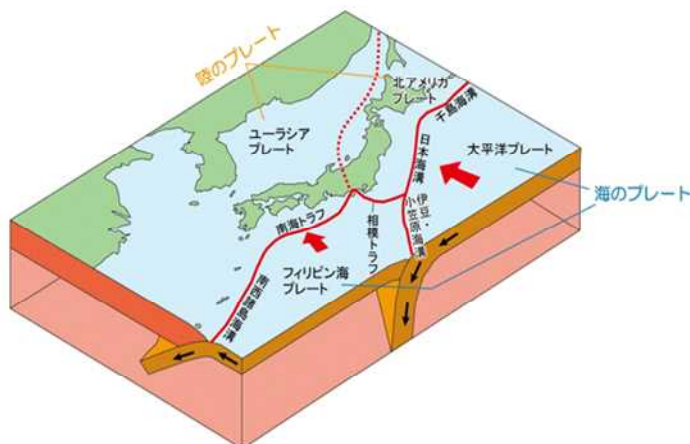 陸のプレート
北アメリカ
プレート
千島海溝
ユーラシア
プレート
日本海溝
太平洋プレート
海のプレート
伊豆・
小笠原海溝
南海トラフ
相模トラフ
フィリピン海
プレート
南西諸島海溝